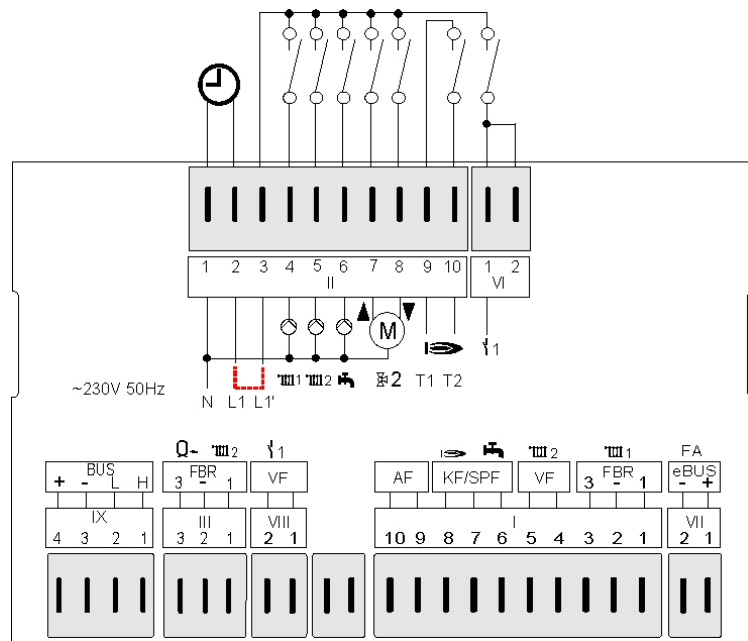 1 2 3 4 5 6 7 8 9 10 1 2
II VI
M
1
1 2 2
~230V 50Hz N L1 L1' T1 T2
2 1 FA
BUS FBR VF AF KF/SPF VF FBR eBUS
+ - L H 3 - 1 3 - 1 - +
IX III VIII I VII
4 3 2 1 3 2 1 2 1 10 9 8 7 6 5 4 3 2 1 2 1
2 1